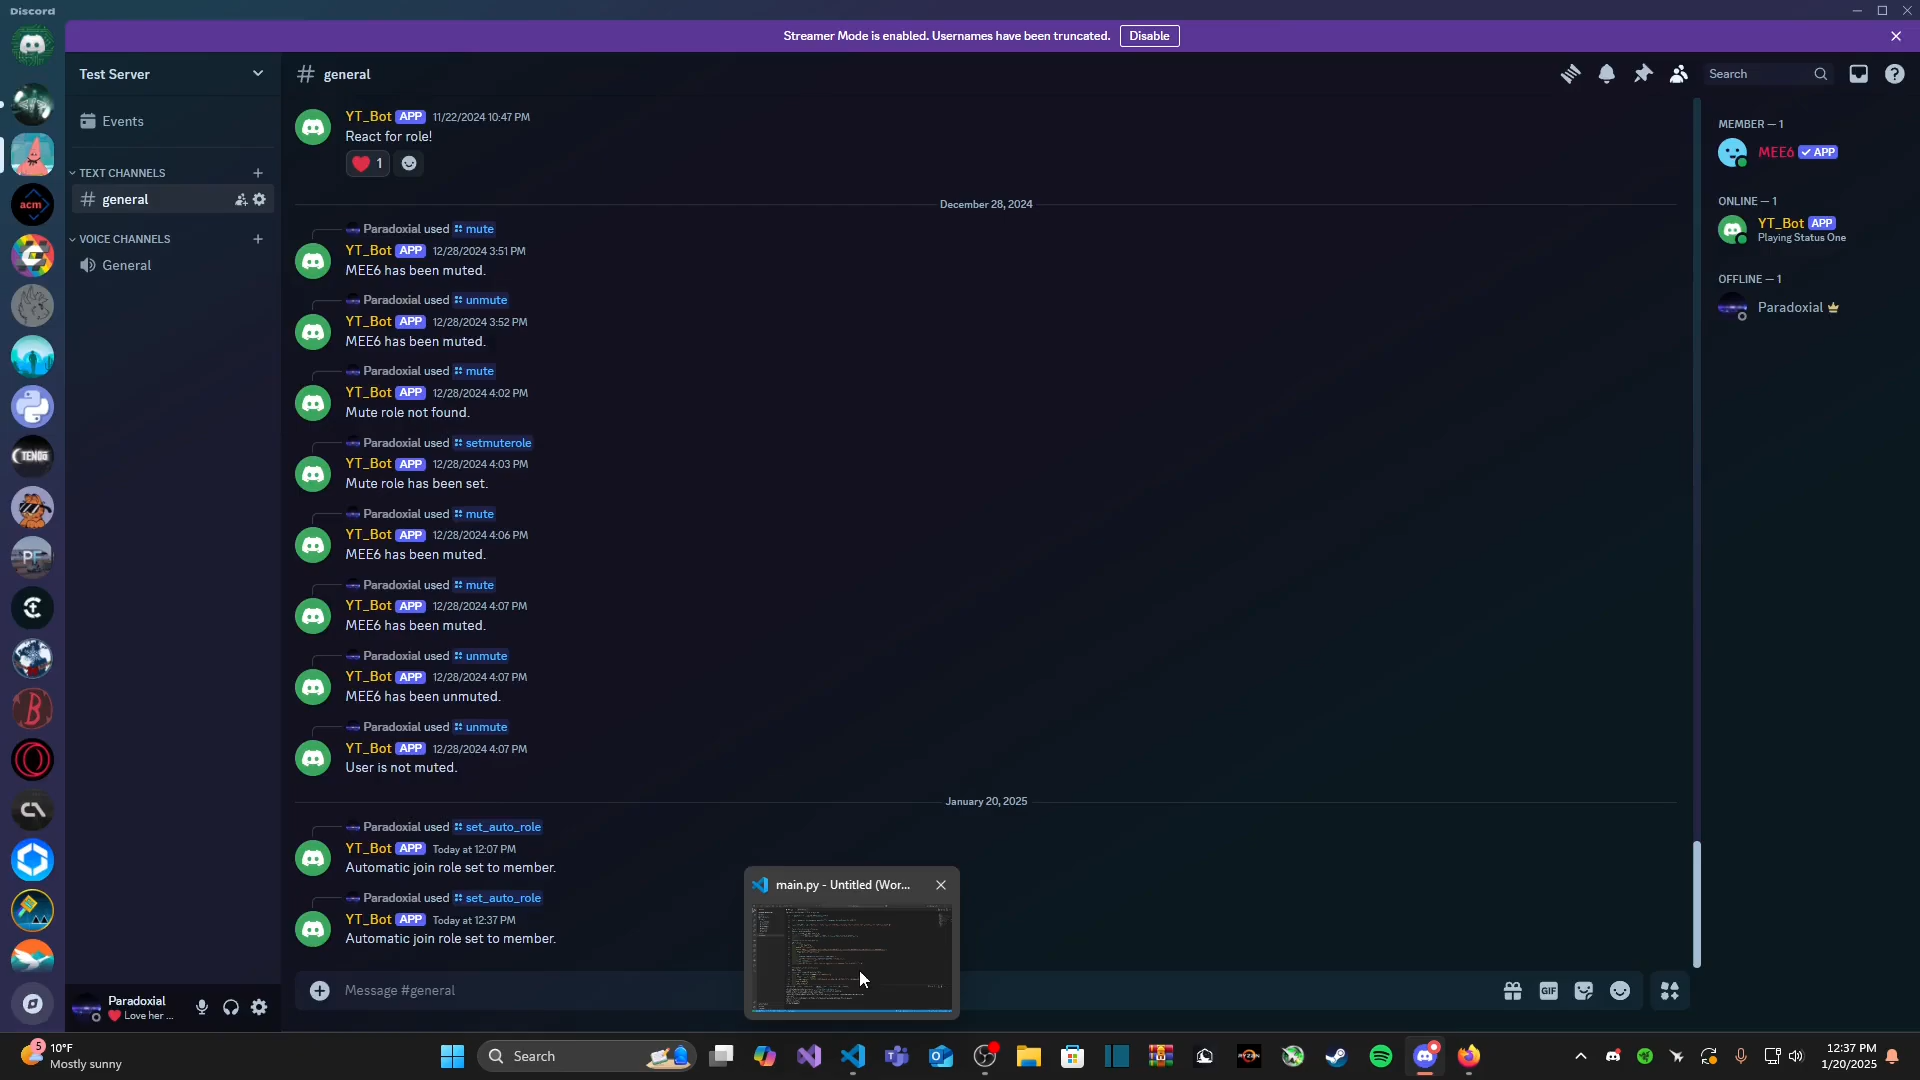 Discord
Streamer Mode is enabled. Usernames have been truncated. Disable
Test Server
Events
TEXT CHANNELS
general
VOICE CHANNELS
General
acm
TENGO
PF
B
# general
Search
YT_Bot APP 11/22/2024 10:47 PM
React for role!
1
December 28, 2024
Paradoxial used mute
YT_Bot APP 12/28/2024 3:51 PM
MEE6 has been muted.
Paradoxial used unmute
YT_Bot APP 12/28/2024 3:52 PM
MEE6 has been muted.
Paradoxial used mute
YT_Bot APP 12/28/2024 4:02 PM
Mute role not found.
Paradoxial used setmuterole
YT_Bot APP 12/28/2024 4:03 PM
Mute role has been set.
Paradoxial used mute
YT_Bot APP 12/28/2024 4:06 PM
MEE6 has been muted.
Paradoxial used mute
YT_Bot APP 12/28/2024 4:07 PM
MEE6 has been muted.
Paradoxial used unmute
YT_Bot APP 12/28/2024 4:07 PM
MEE6 has been unmuted.
Paradoxial used unmute
YT_Bot APP 12/28/2024 4:07 PM
User is not muted.
January 20, 2025
Paradoxial used set_auto_role
YT_Bot APP Today at 12:07 PM
Automatic join role set to member.
Paradoxial used set_auto_role
YT_Bot APP Today at 12:37 PM
Automatic join role set to member.
main.py - Untitled (Wor...
Message #general
GIF
MEMBER — 1
MEE6 APP
ONLINE — 1
YT_Bot APP
Playing Status One
OFFLINE — 1
Paradoxial
Paradoxial
Love her ...
5
10°F
Mostly sunny
Search
RYZEN
12:37 PM
1/20/2025